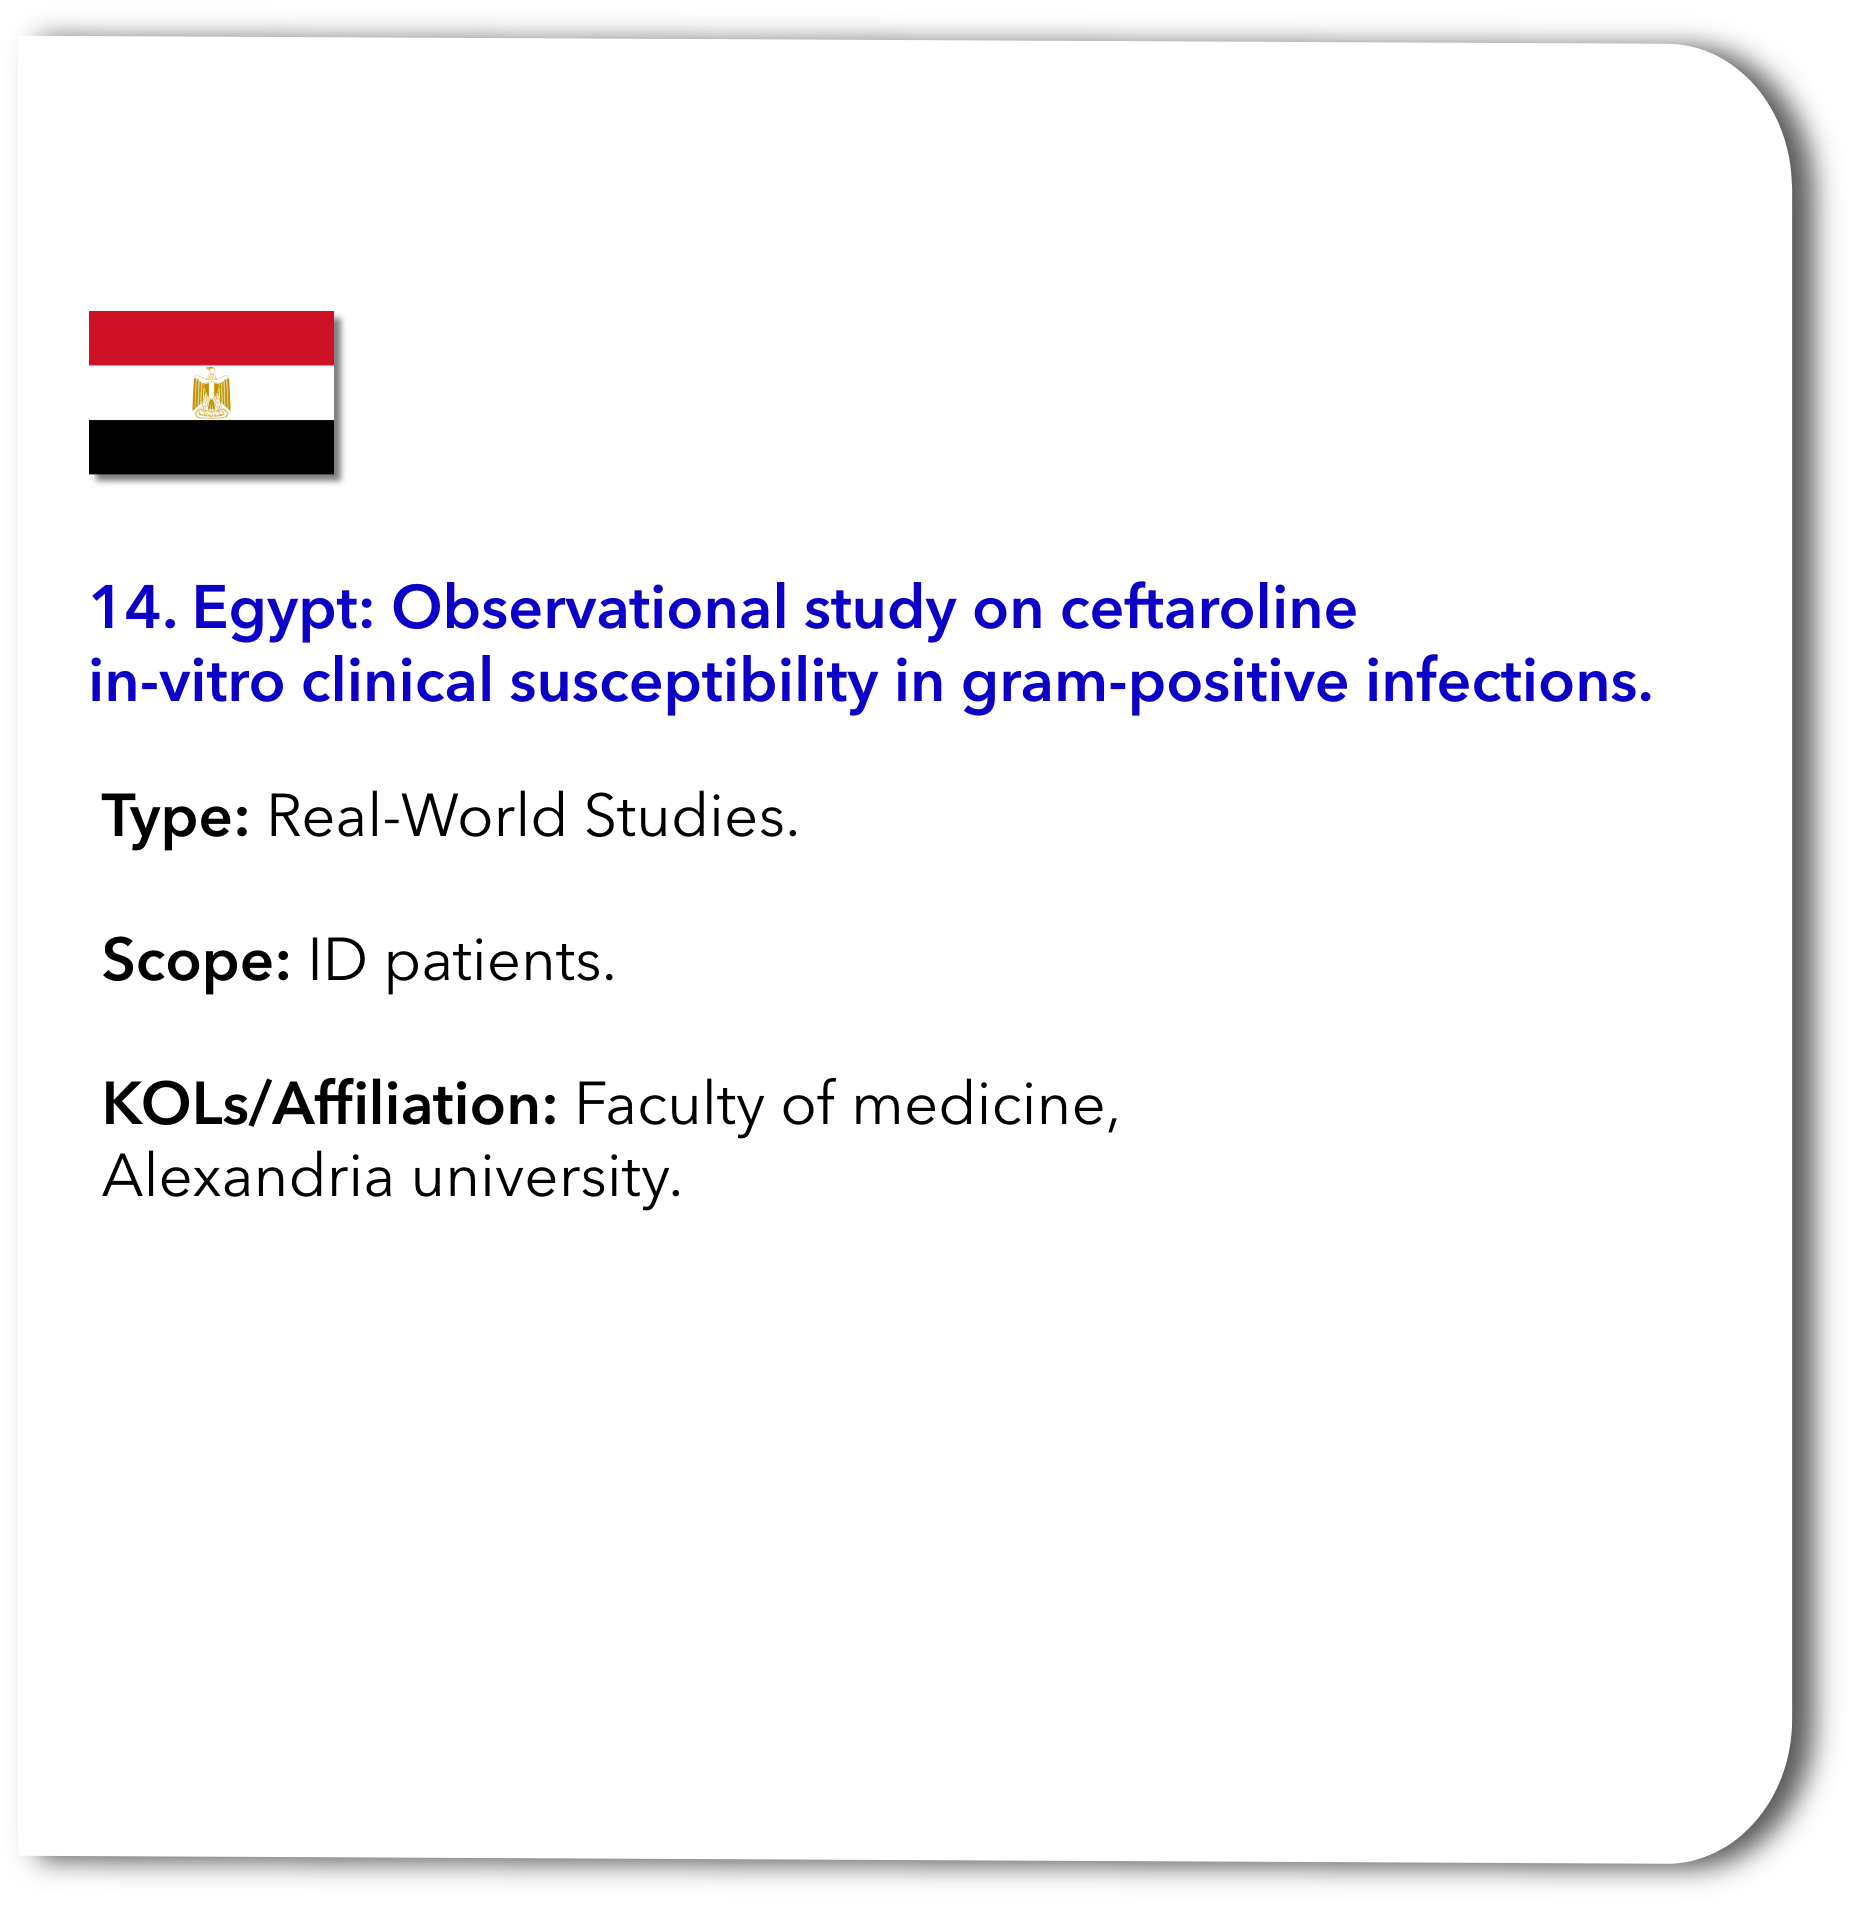 14. Egypt: Observational study on ceftaroline
in-vitro clinical susceptibility in gram-positive infections.
Type: Real-World Studies.
Scope: ID patients.
KOLs/Affiliation: Faculty of medicine,
Alexandria university.